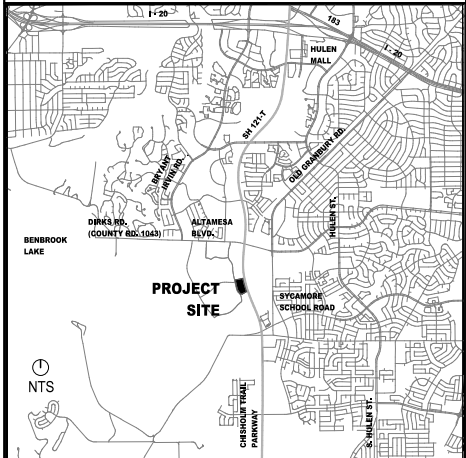 I - 20
183
I - 20
HULEN
MALL
SH 121-T
OLD GRANBURY RD.
BRYANT
IRVIN RD.
HULEN ST.
DIRKS RD.
(COUNTY RD. 1043)
ALTAMESA
BLVD.
BENBROOK
LAKE
PROJECT
SITE
SYCAMORE
SCHOOL ROAD
NTS
CHISHOLM TRAIL
PARKWAY
S. HULEN ST.